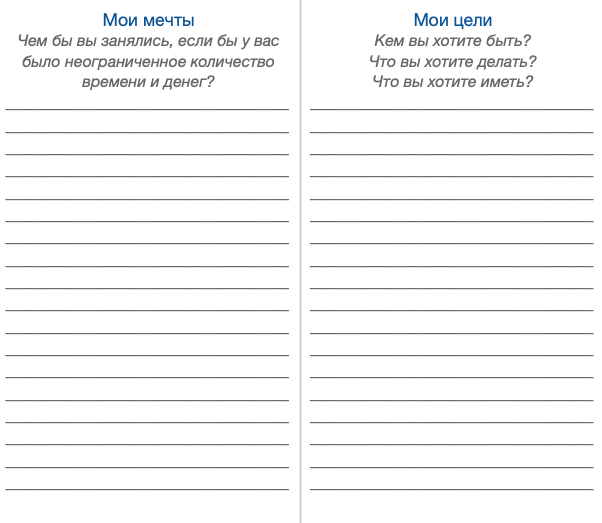 Мои мечты
Чем бы вы занялись, если бы у вас
было неограниченное количество
времени и денег?
Мои цели
Кем вы хотите быть?
Что вы хотите делать?
Что вы хотите иметь?